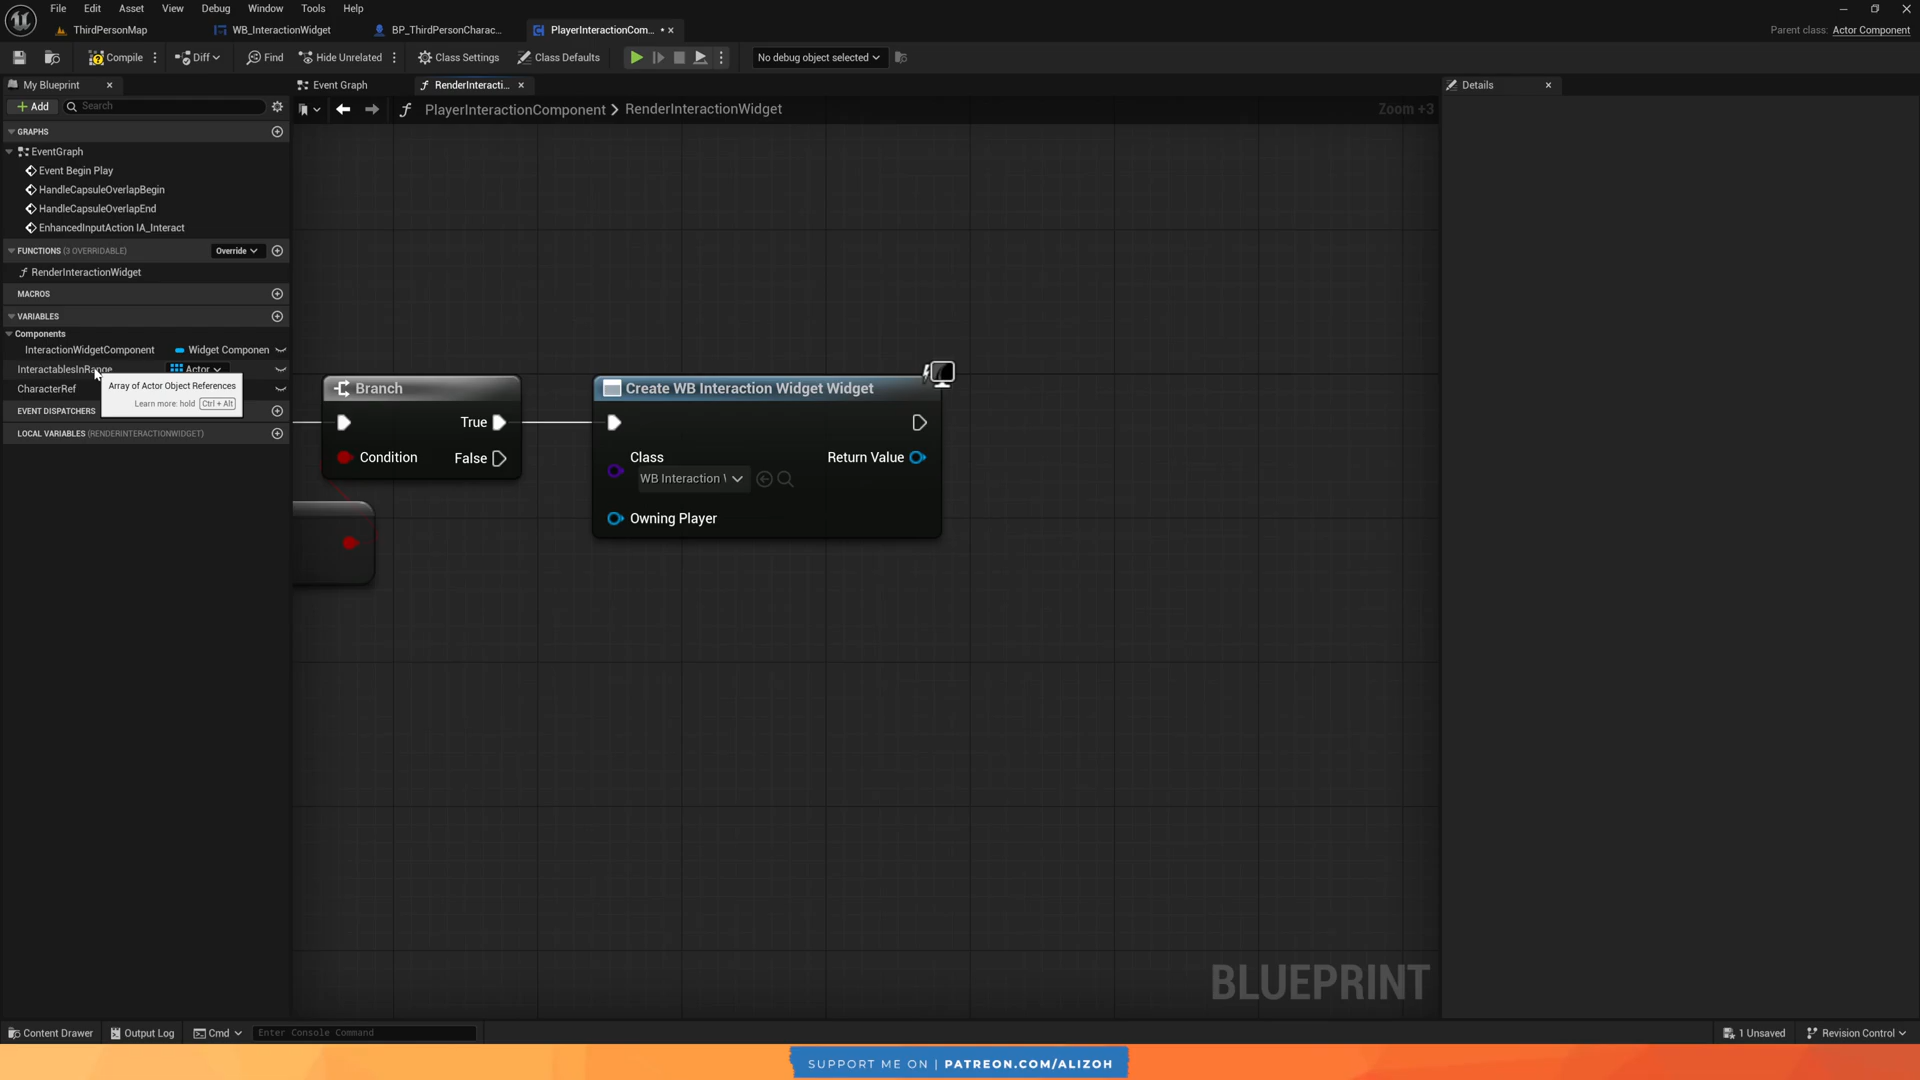 File Edit Asset View Debug Window Tools Help
ThirdPersonMap WB_InteractionWidget BP_ThirdPersonCharac... PlayerInteractionCom... Parent class: Actor Component
Compile Diff Find Hide Unrelated Class Settings Class Defaults No debug object selected
My Blueprint Event Graph RenderInteracti... Details
Add Search PlayerInteractionComponent > RenderInteractionWidget Zoom +3
GRAPHS
EventGraph
Event Begin Play
HandleCapsuleOverlapBegin
HandleCapsuleOverlapEnd
EnhancedInputAction IA_Interact
FUNCTIONS (3 OVERRIDABLE) Override
RenderInteractionWidget
MACROS
VARIABLES
Components
InteractionWidgetComponent Widget Componen
InteractablesInRange Actor
Array of Actor Object References
CharacterRef
Learn more: hold Ctrl + Alt
EVENT DISPATCHERS
LOCAL VARIABLES (RENDERINTERACTIONWIDGET)
Branch
True
Condition
False
Create WB Interaction Widget Widget
Class
Return Value
WB Interaction
Owning Player
BLUEPRINT
Content Drawer Output Log Cmd Enter Console Command 1 Unsaved Revision Control
SUPPORT ME ON | PATREON.COM/ALIZOH